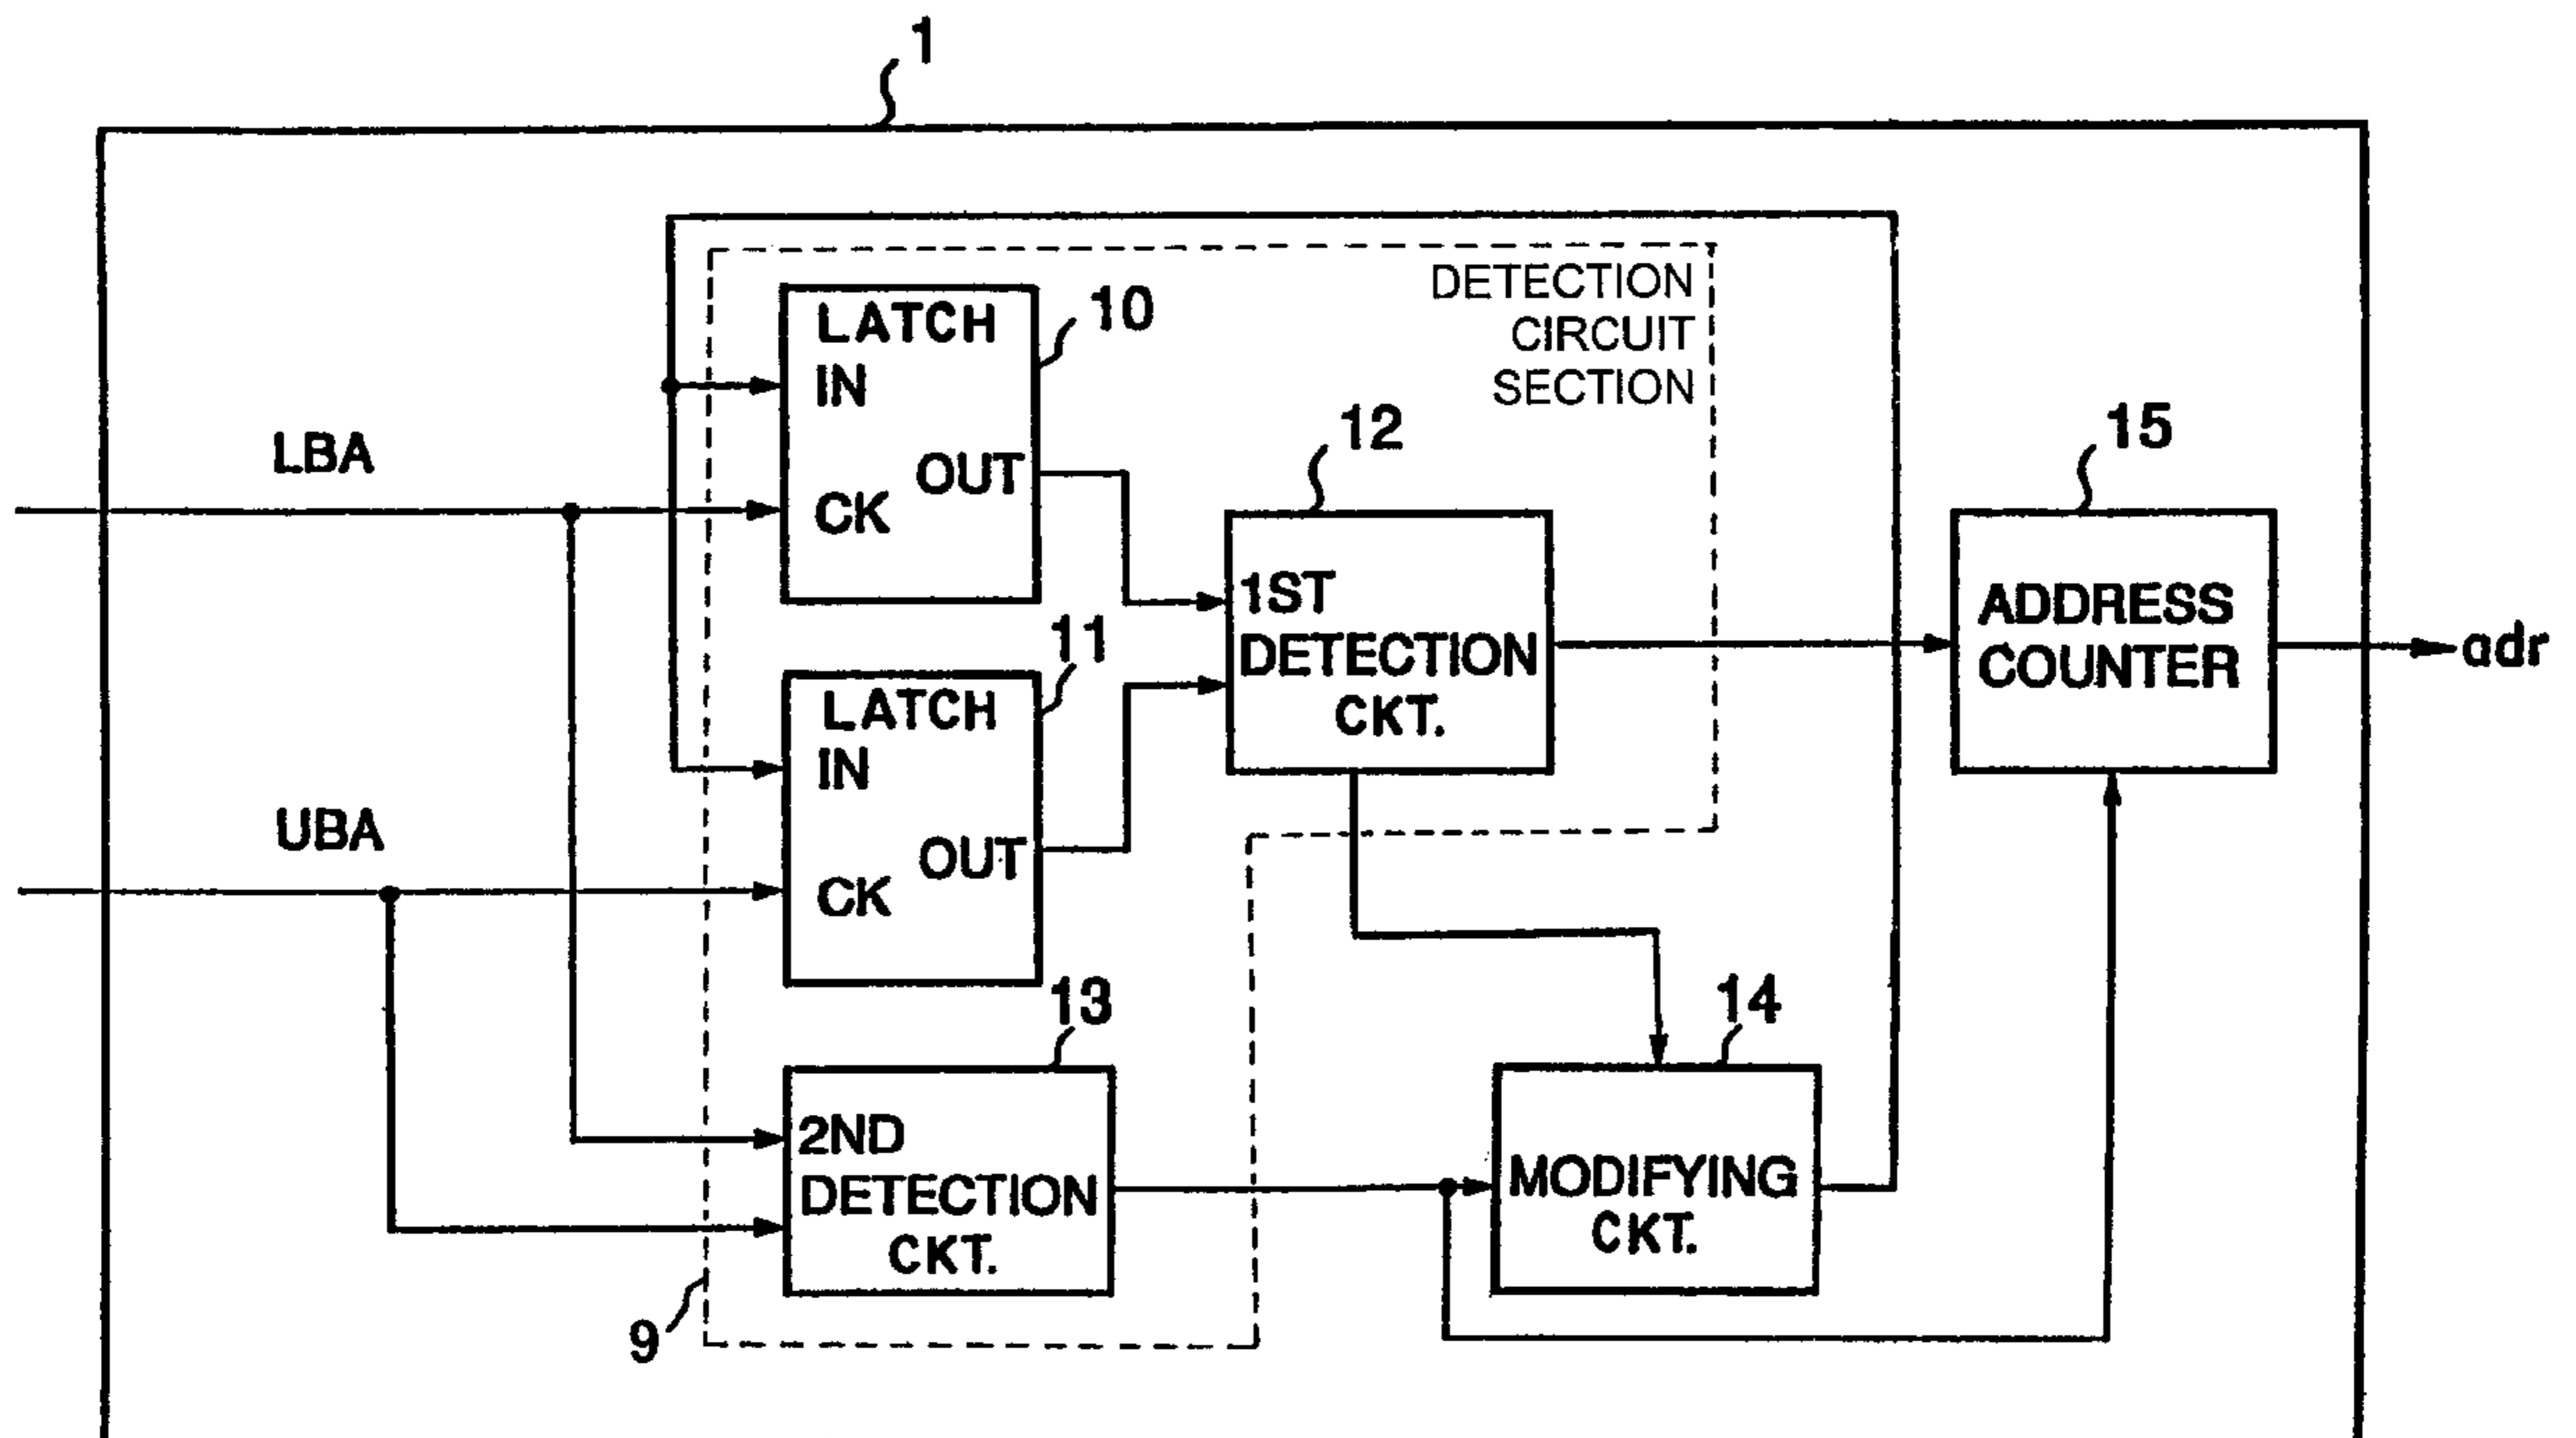 1
DETECTION
CIRCUIT
SECTION
LATCH
10
IN
OUT
CK
LBA
12
15
1ST
DETECTION
CKT.
ADDRESS
COUNTER
adr
11
LATCH
IN
OUT
CK
UBA
13
14
2ND
DETECTION
CKT.
MODIFYING
CKT.
9